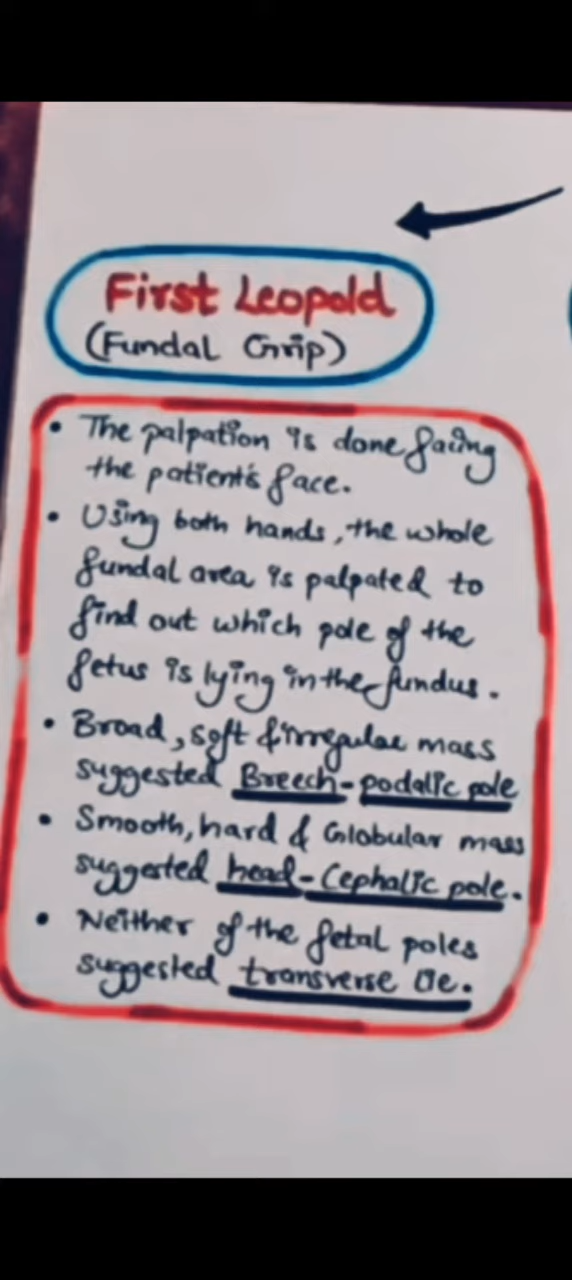 First Leopold
(Fundal Grip)
• The palpation is done facing
the patient's face.
• Using both hands, the whole
fundal area is palpated to
find out which pole of the
fetus is lying in the fundus.
• Broad, soft & irregular mass
suggested Breech-podalic pole
• Smooth, hard & Globular mass
suggested head-Cephalic pole.
• Neither of the fetal poles
suggested transverse lie.